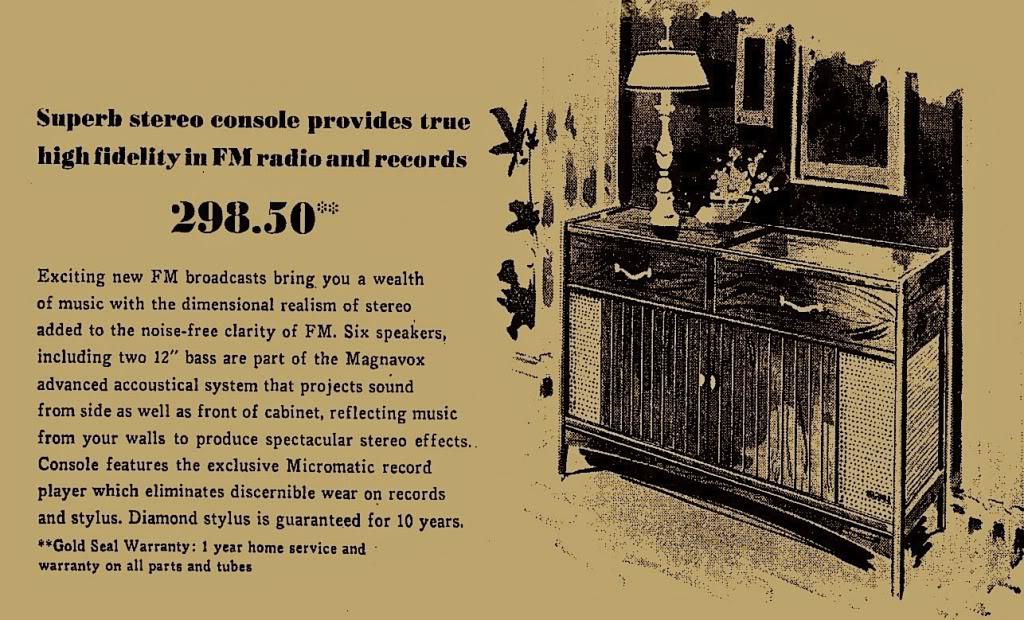 Superb stereo console provides true
high fidelity in FM radio and records
298.50**
Exciting new FM broadcasts bring you a wealth
of music with the dimensional realism of stereo
added to the noise-free clarity of FM. Six speakers,
including two 12″ bass are part of the Magnavox
advanced accoustical system that projects sound
from side as well as front of cabinet, reflecting music
from your walls to produce spectacular stereo effects.
Console features the exclusive Micromatic record
player which eliminates discernible wear on records
and stylus. Diamond stylus is guaranteed for 10 years.
**Gold Seal Warranty: 1 year home service and
warranty on all parts and tubes